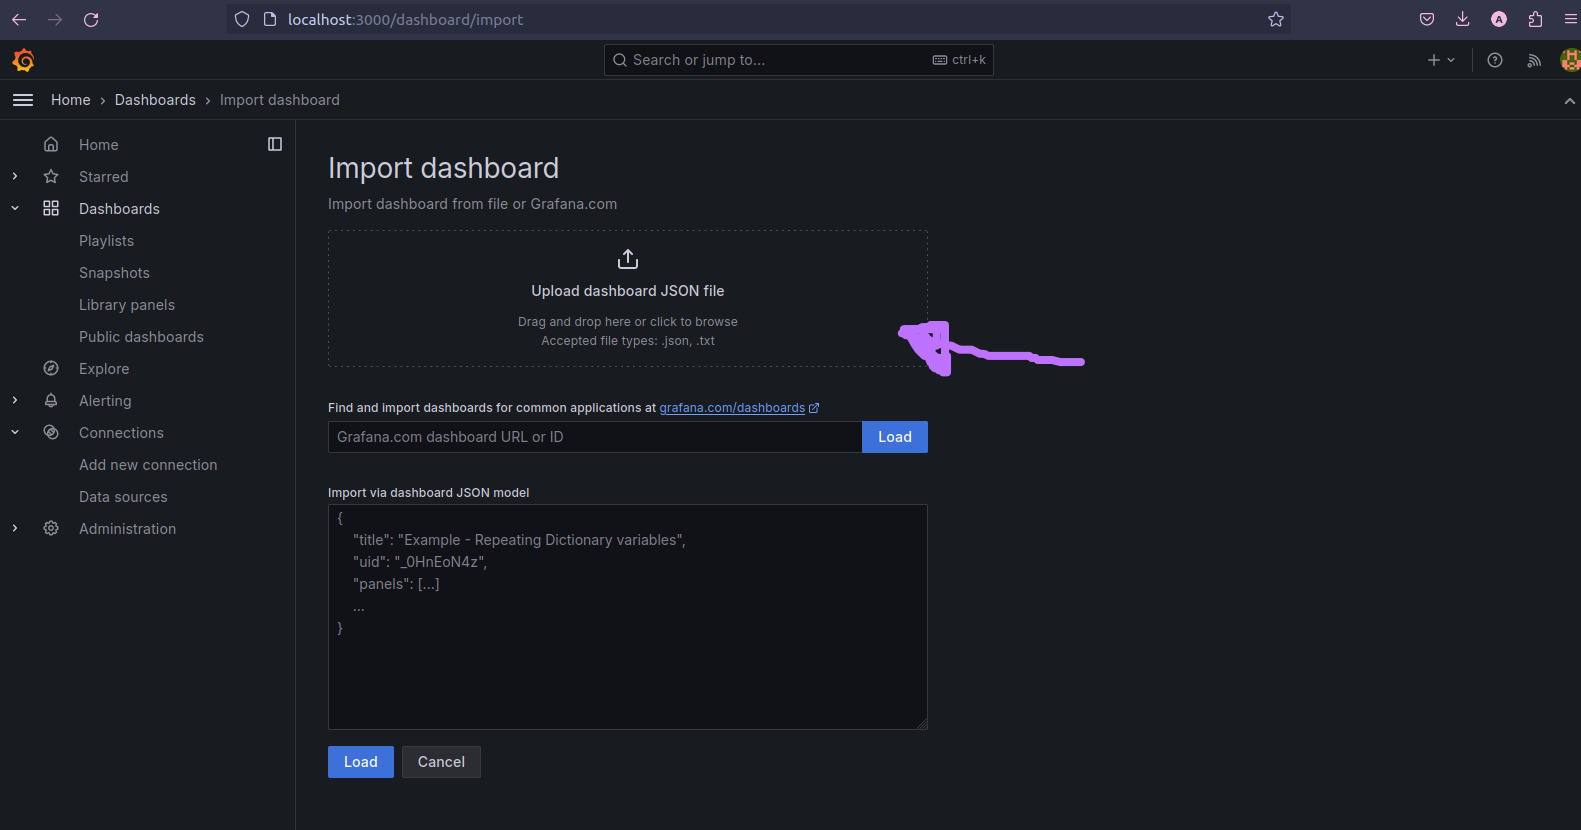 localhost:3000/dashboard/import
A
Search or jump to...
ctrl+k
Home › Dashboards › Import dashboard
Home
Starred
Dashboards
Playlists
Snapshots
Library panels
Public dashboards
Explore
Alerting
Connections
Add new connection
Data sources
Administration
Import dashboard
Import dashboard from file or Grafana.com
Upload dashboard JSON file
Drag and drop here or click to browse
Accepted file types: .json, .txt
Find and import dashboards for common applications at grafana.com/dashboards
Grafana.com dashboard URL or ID
Load
Import via dashboard JSON model
{
"title": "Example - Repeating Dictionary variables",
"uid": "_0HnEoN4z",
"panels": [...]
...
}
Load
Cancel